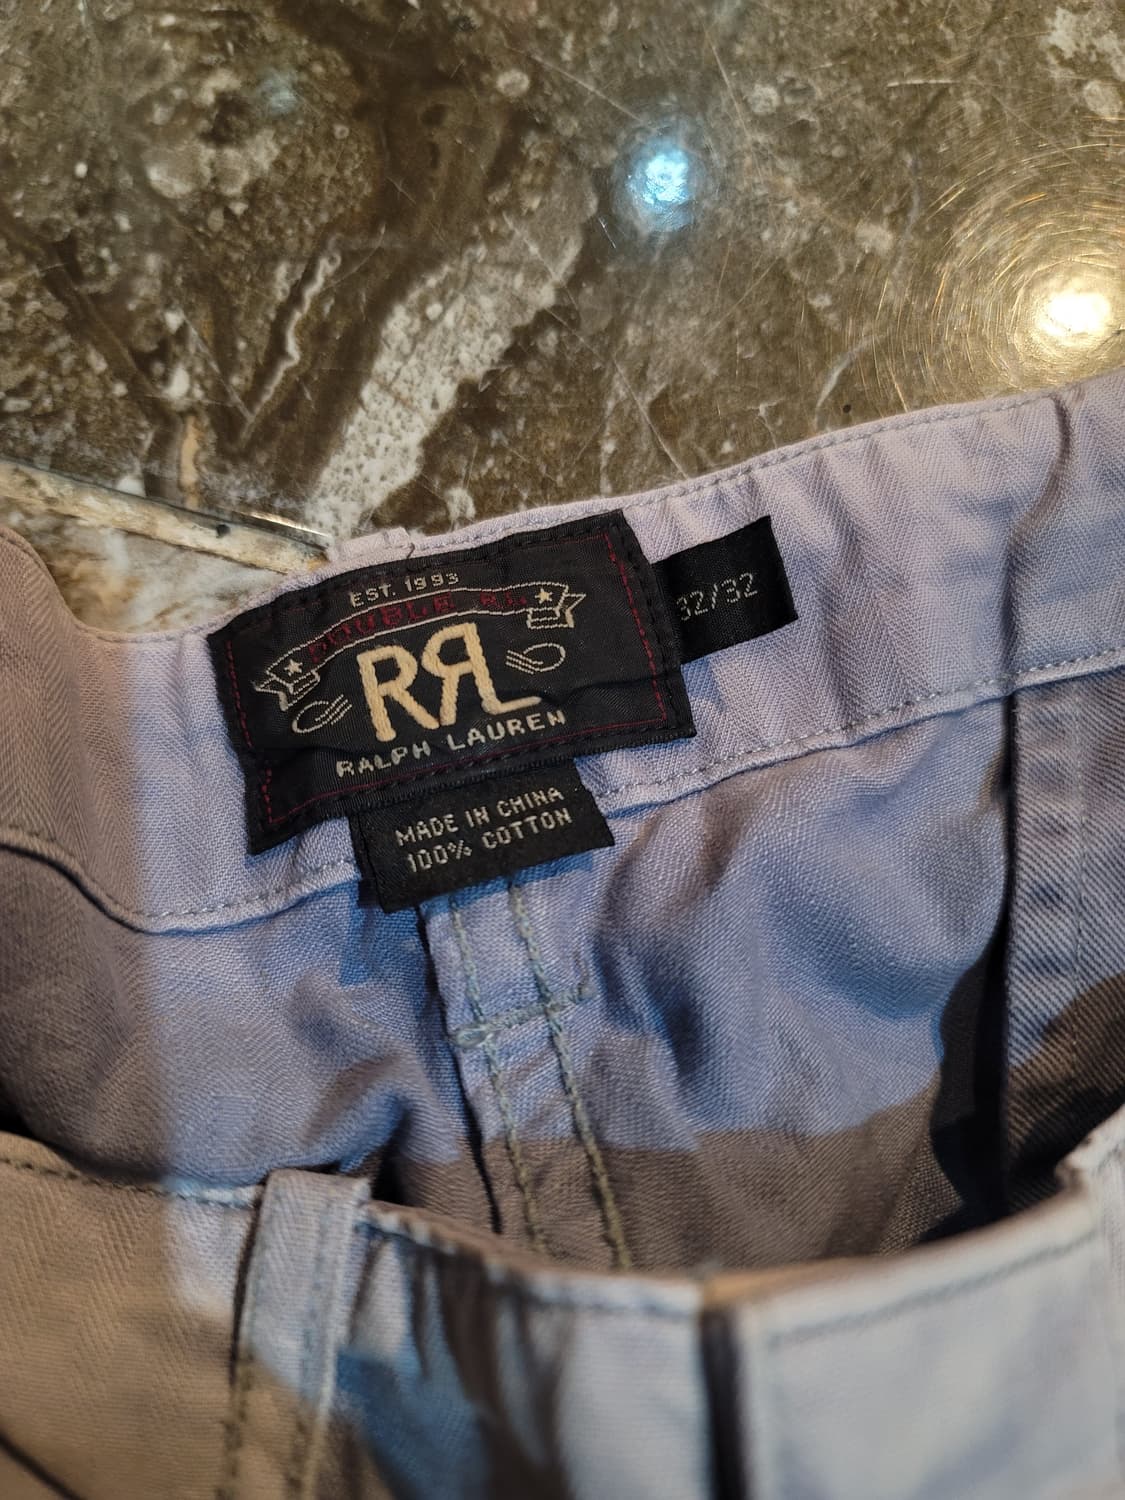 EST. 1993
DOUBLE RL
RRL
RALPH LAUREN
32/32
MADE IN CHINA
100% COTTON